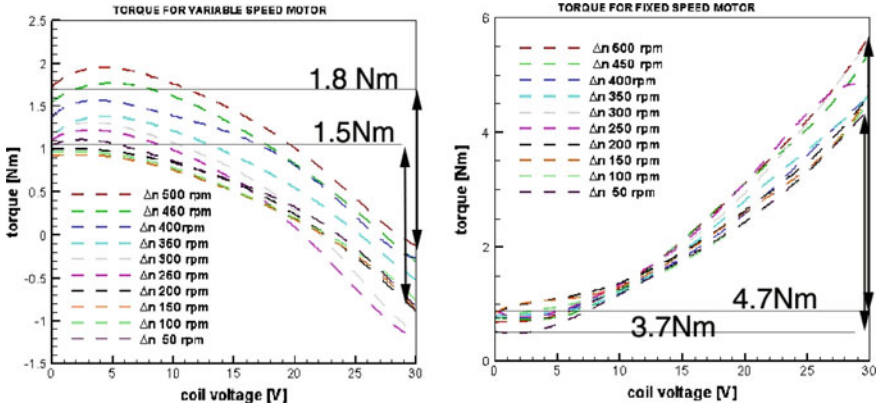 TORQUE FOR VARIABLE SPEED MOTOR
2.5
2
1.5
1
0.5
0
-0.5
-1
-1.5
torque [Nm]
1.8 Nm
1.5Nm
Δn 500 rpm
Δn 450 rpm
Δn 400rpm
Δn 350 rpm
Δn 300 rpm
Δn 250 rpm
Δn 200 rpm
Δn 150 rpm
Δn 100 rpm
Δn 50 rpm
0 5 10 15 20 25 30
coil voltage [V]
TORQUE FOR FIXED SPEED MOTOR
6
4
2
0
torque [Nm]
Δn 500 rpm
Δn 450 rpm
Δn 400rpm
Δn 350 rpm
Δn 300 rpm
Δn 250 rpm
Δn 200 rpm
Δn 150 rpm
Δn 100 rpm
Δn 50 rpm
4.7Nm
3.7Nm
0 5 10 15 20 25 30
coil voltage [V]